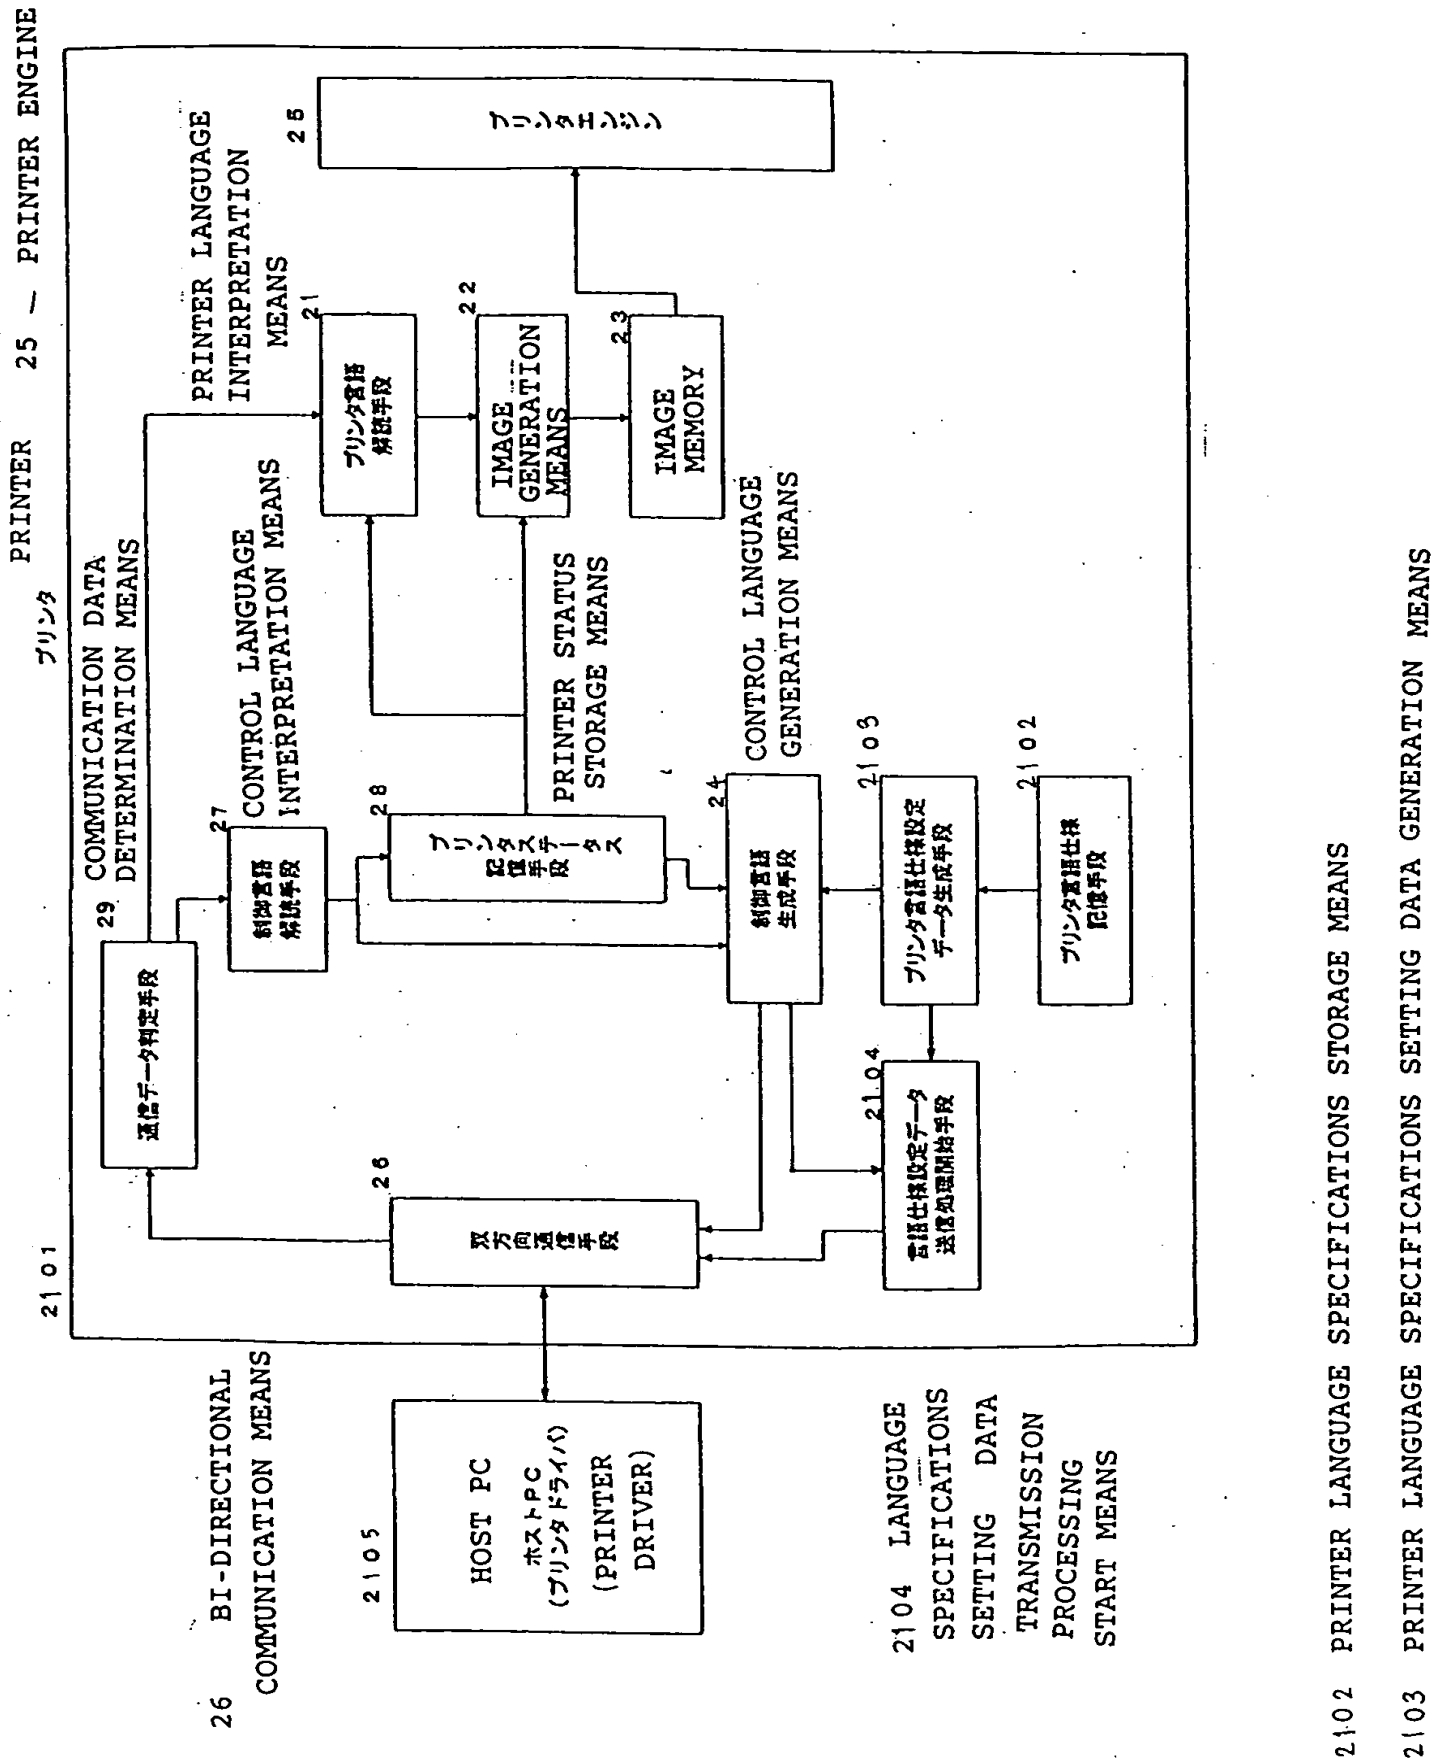 PRINTER
プリンタ
25 — PRINTER ENGINE
2101
29 COMMUNICATION DATA
DETERMINATION MEANS
通信データ判定手段
27
CONTROL LANGUAGE
INTERPRETATION MEANS
制御言語
解読手段
PRINTER LANGUAGE
INTERPRETATION
MEANS
21
プリンタ言語
解読手段
25
プリンタエンジン
26 BI-DIRECTIONAL
COMMUNICATION MEANS
26
双方向通信手段
28
プリンタステータス
記憶手段
PRINTER STATUS
STORAGE MEANS
22
IMAGE
GENERATION
MEANS
23
IMAGE
MEMORY
2105
HOST PC
ホストPC
(プリンタドライバ)
(PRINTER
DRIVER)
24
制御言語
生成手段
CONTROL LANGUAGE
GENERATION MEANS
2103
プリンタ言語仕様設定
データ生成手段
2102
プリンタ言語仕様
記憶手段
2104
言語仕様設定データ
送信処理開始手段
2104 LANGUAGE
SPECIFICATIONS
SETTING DATA
TRANSMISSION
PROCESSING
START MEANS
2102 PRINTER LANGUAGE SPECIFICATIONS STORAGE MEANS
2103 PRINTER LANGUAGE SPECIFICATIONS SETTING DATA GENERATION MEANS